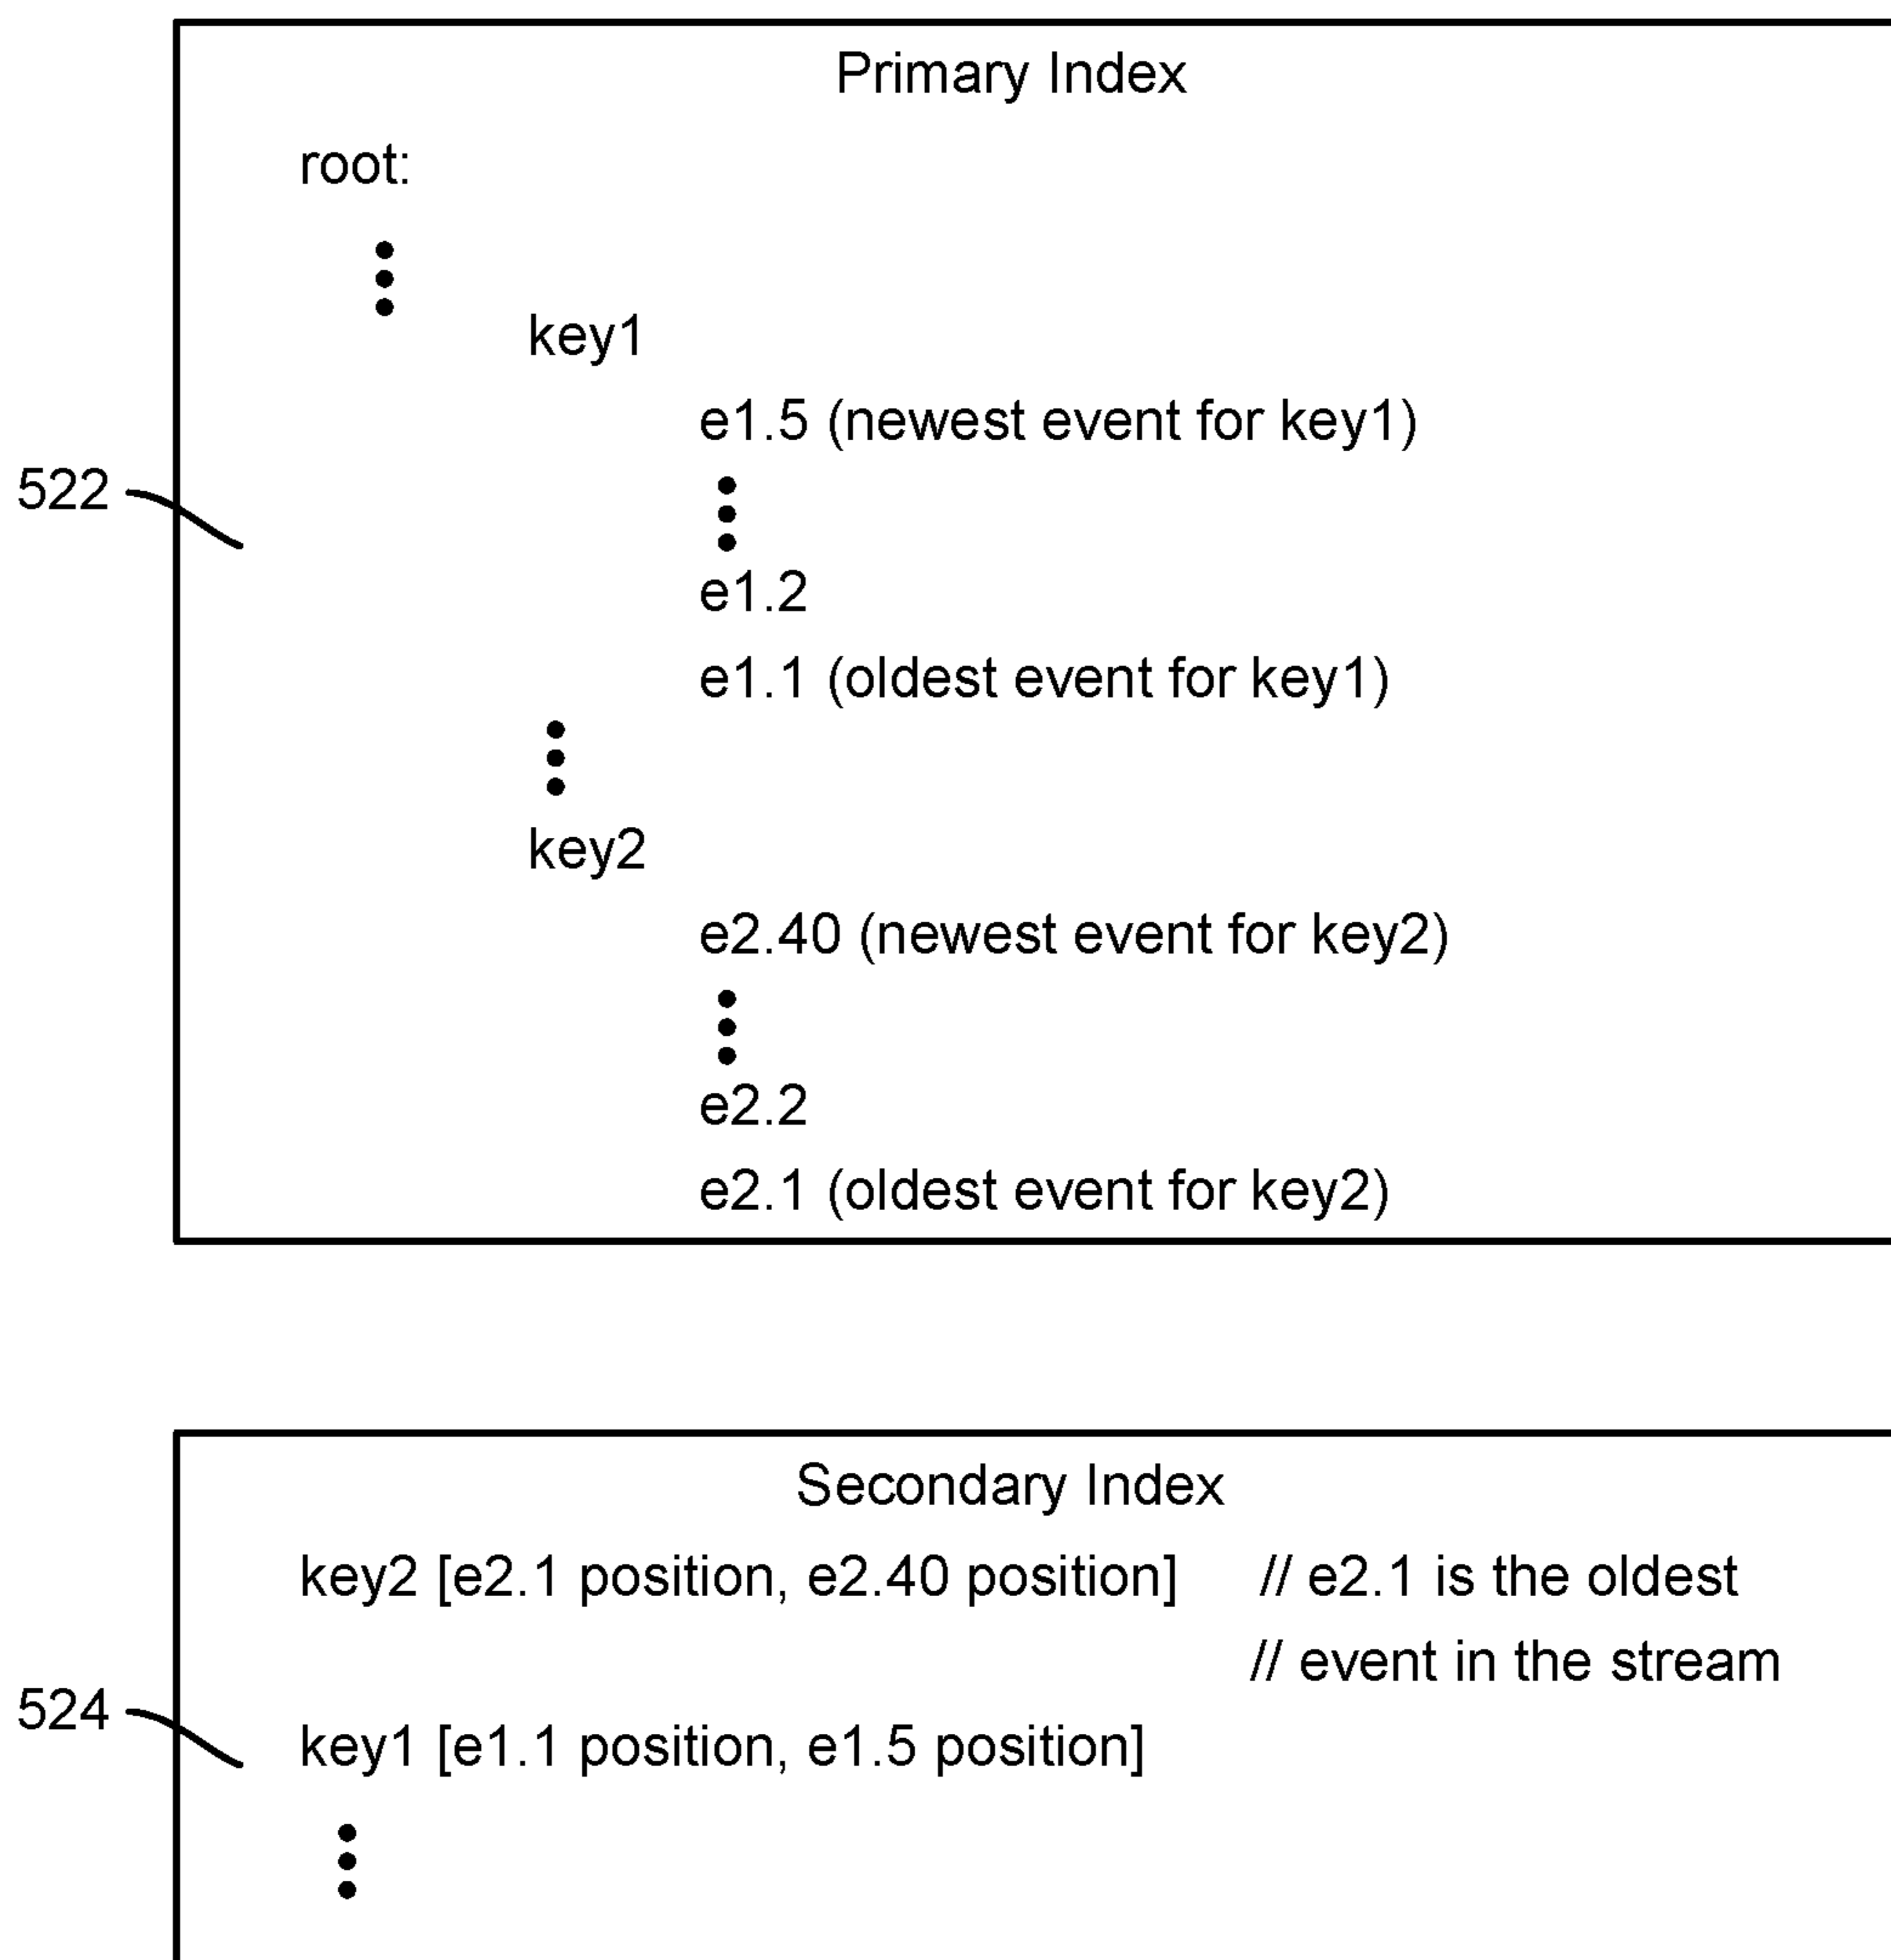 Primary Index
root:
key1
e1.5 (newest event for key1)
522
e1.2
e1.1 (oldest event for key1)
key2
e2.40 (newest event for key2)
e2.2
e2.1 (oldest event for key2)
Secondary Index
key2 [e2.1 position, e2.40 position] // e2.1 is the oldest
// event in the stream
524
key1 [e1.1 position, e1.5 position]